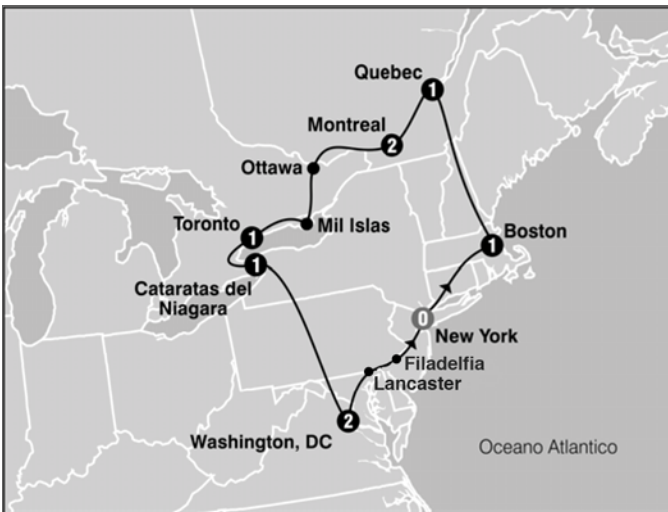 Quebec
1
Montreal
2
Ottawa
Toronto
1
Mil Islas
Boston
1
1
Cataratas del
Niagara
0
New York
Filadelfia
Lancaster
2
Washington, DC
Oceano Atlantico